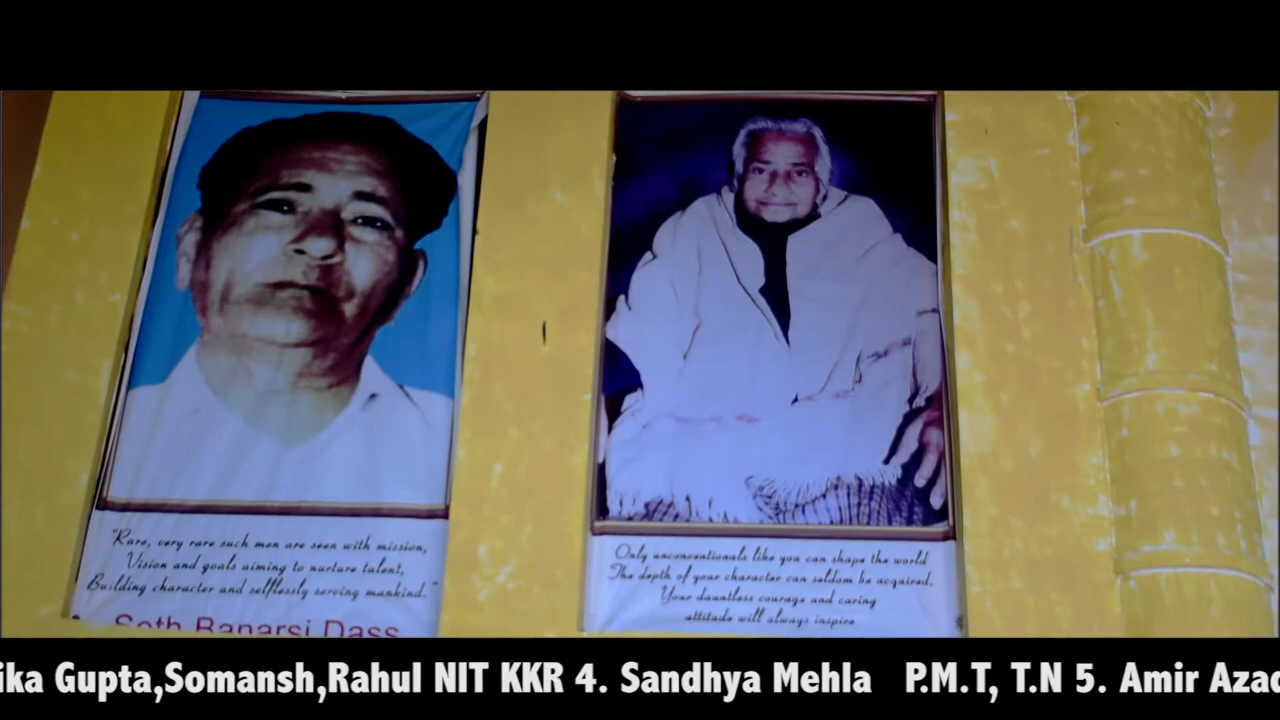 "Rare, very rare such men are seen with mission,
Vision and goals aiming to nurture talent,
Building character and selflessly serving mankind."
Seth Banarsi Dass
Only unconventionals like you can shape the world
The depth of your character can seldom be acquired.
Your dauntless courage and caring
attitude will always inspire
ika Gupta,Somansh,Rahul NIT KKR 4. Sandhya Mehla P.M.T, T.N 5. Amir Azad